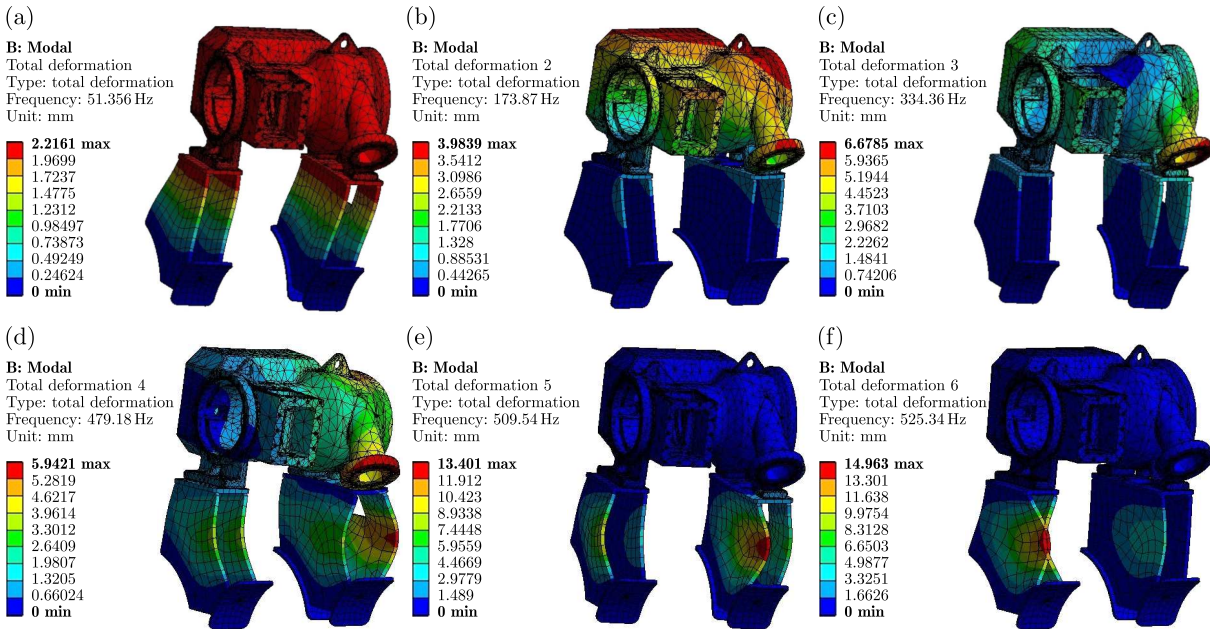 (a)
B: Modal
Total deformation
Type: total deformation
Frequency: 51.356 Hz
Unit: mm
2.2161 max
1.9699
1.7237
1.4775
1.2312
0.98497
0.73873
0.49249
0.24624
0 min
(b)
B: Modal
Total deformation 2
Type: total deformation
Frequency: 173.87 Hz
Unit: mm
3.9839 max
3.5412
3.0986
2.6559
2.2133
1.7706
1.328
0.88531
0.44265
0 min
(c)
B: Modal
Total deformation 3
Type: total deformation
Frequency: 334.36 Hz
Unit: mm
6.6785 max
5.9365
5.1944
4.4523
3.7103
2.9682
2.2262
1.4841
0.74206
0 min
(d)
B: Modal
Total deformation 4
Type: total deformation
Frequency: 479.18 Hz
Unit: mm
5.9421 max
5.2819
4.6217
3.9614
3.3012
2.6409
1.9807
1.3205
0.66024
0 min
(e)
B: Modal
Total deformation 5
Type: total deformation
Frequency: 509.54 Hz
Unit: mm
13.401 max
11.912
10.423
8.9338
7.4448
5.9559
4.4669
2.9779
1.489
0 min
(f)
B: Modal
Total deformation 6
Type: total deformation
Frequency: 525.34 Hz
Unit: mm
14.963 max
13.301
11.638
9.9754
8.3128
6.6503
4.9877
3.3251
1.6626
0 min